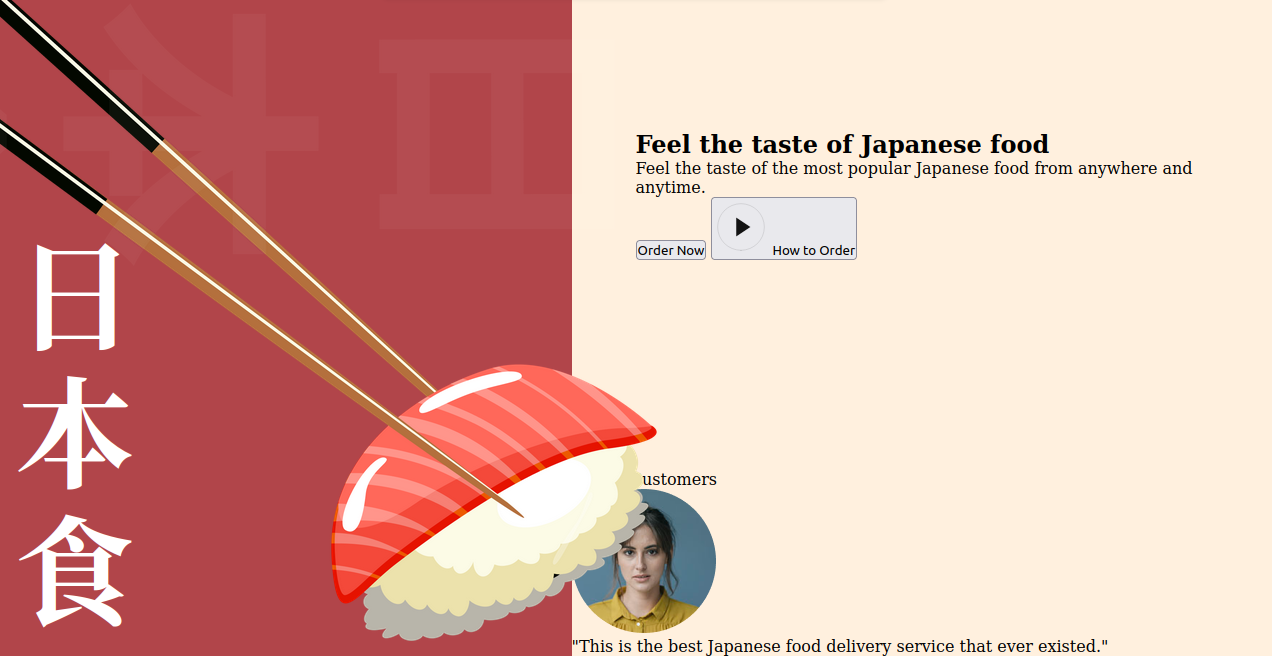 日
本
食
Feel the taste of Japanese food
Feel the taste of the most popular Japanese food from anywhere and
anytime.
Order Now
How to Order
ustomers
"This is the best Japanese food delivery service that ever existed."